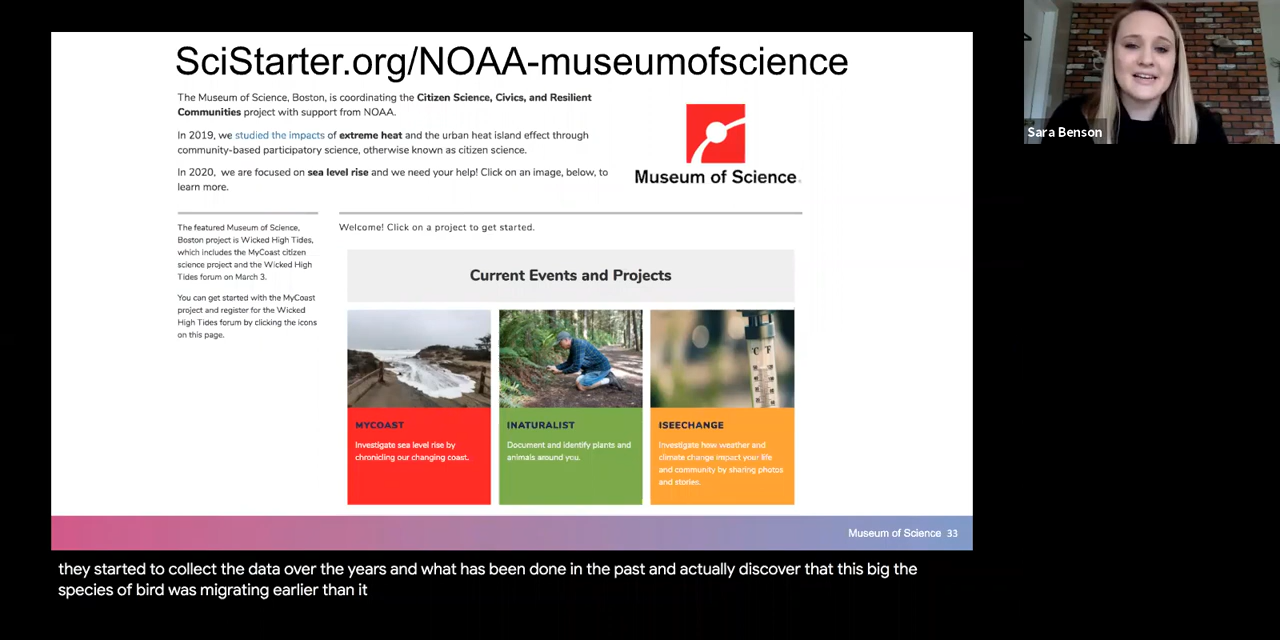 SciStarter.org/NOAA-museumofscience
The Museum of Science, Boston, is coordinating the Citizen Science, Civics, and Resilient
Communities project with support from NOAA.
In 2019, we studied the impacts of extreme heat and the urban heat island effect through
community-based participatory science, otherwise known as citizen science.
In 2020, we are focused on sea level rise and we need your help! Click on an image, below, to
learn more.
Museum of Science
Sara Benson
The featured Museum of Science,
Boston project is Wicked High Tides,
which includes the MyCoast citizen
science project and the Wicked High
Tides forum on March 3.
You can get started with the MyCoast
project and register for the Wicked
High Tides forum by clicking the icons
on this page.
Welcome! Click on a project to get started.
Current Events and Projects
°C °F
MYCOAST
Investigate sea level rise by
chronicling our changing coast.
INATURALIST
Document and identify plants and
animals around you.
ISEECHANGE
Investigate how weather and
climate change impact your life
and community by sharing photos
and stories.
Museum of Science 33
they started to collect the data over the years and what has been done in the past and actually discover that this big the
species of bird was migrating earlier than it